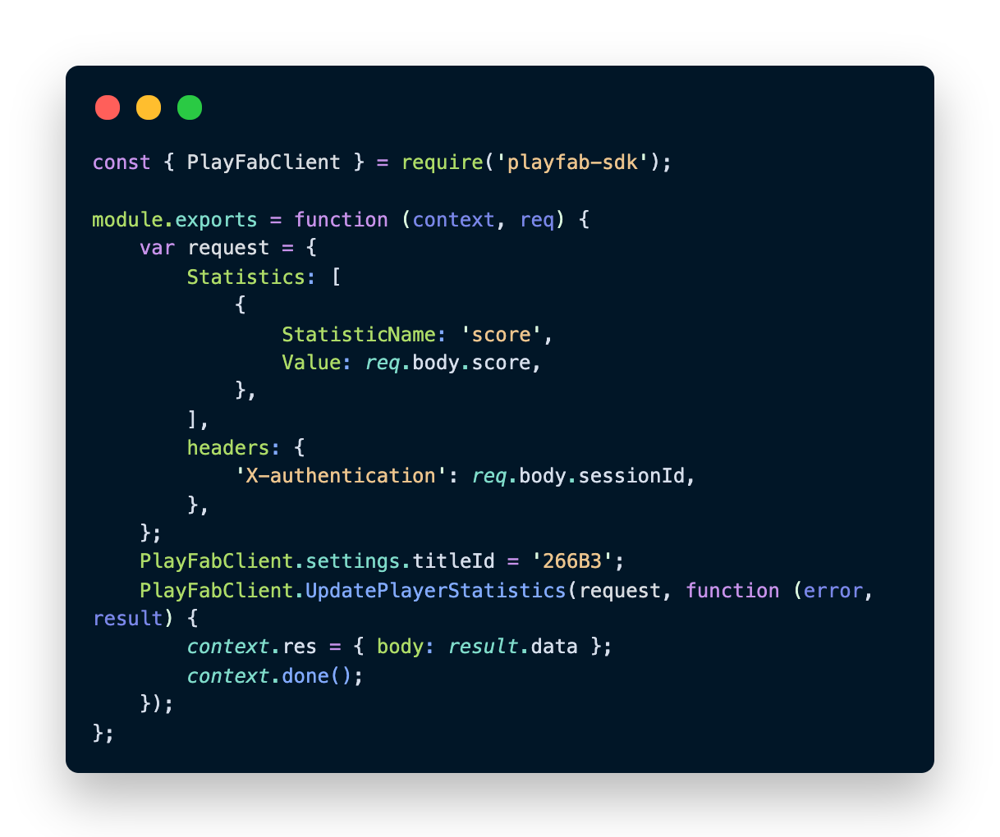 const { PlayFabClient } = require('playfab-sdk');

module.exports = function (context, req) {
    var request = {
        Statistics: [
            {
                StatisticName: 'score',
                Value: req.body.score,
            },
        ],
        headers: {
            'X-authentication': req.body.sessionId,
        },
    };
    PlayFabClient.settings.titleId = '266B3';
    PlayFabClient.UpdatePlayerStatistics(request, function (error,
result) {
        context.res = { body: result.data };
        context.done();
    });
};